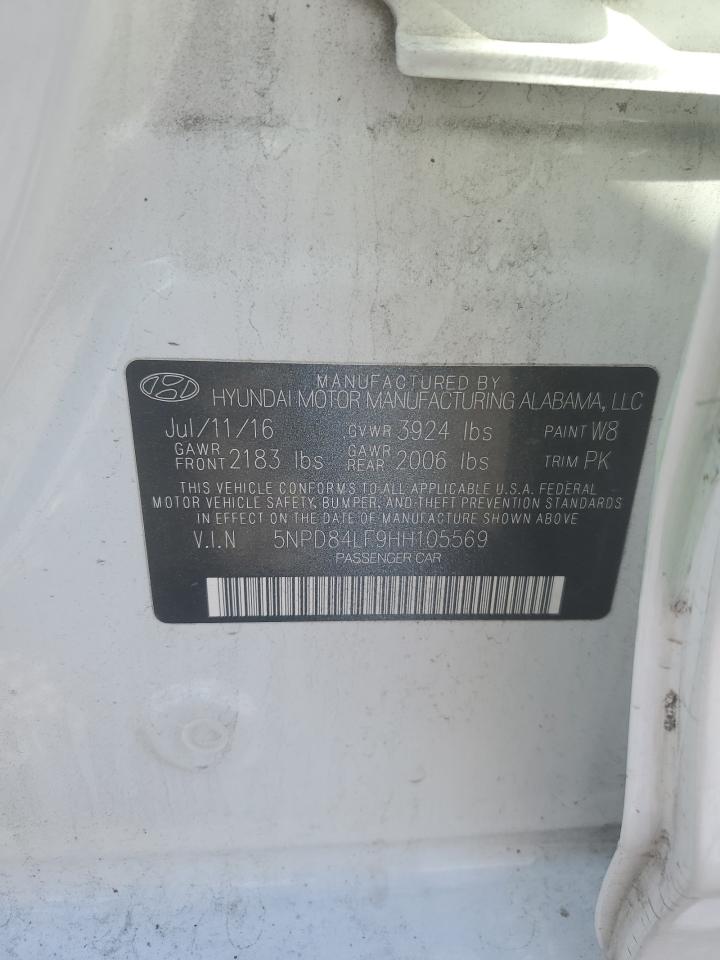 MANUFACTURED BY
HYUNDAI MOTOR MANUFACTURING ALABAMA, LLC
Jul/11/16 GVWR 3924 lbs PAINT W8
GAWR FRONT 2183 lbs GAWR REAR 2006 lbs TRIM PK
THIS VEHICLE CONFORMS TO ALL APPLICABLE U.S.A. FEDERAL
MOTOR VEHICLE SAFETY, BUMPER, AND THEFT PREVENTION STANDARDS
IN EFFECT ON THE DATE OF MANUFACTURE SHOWN ABOVE
V.I.N 5NPD84LF9HH105569
PASSENGER CAR